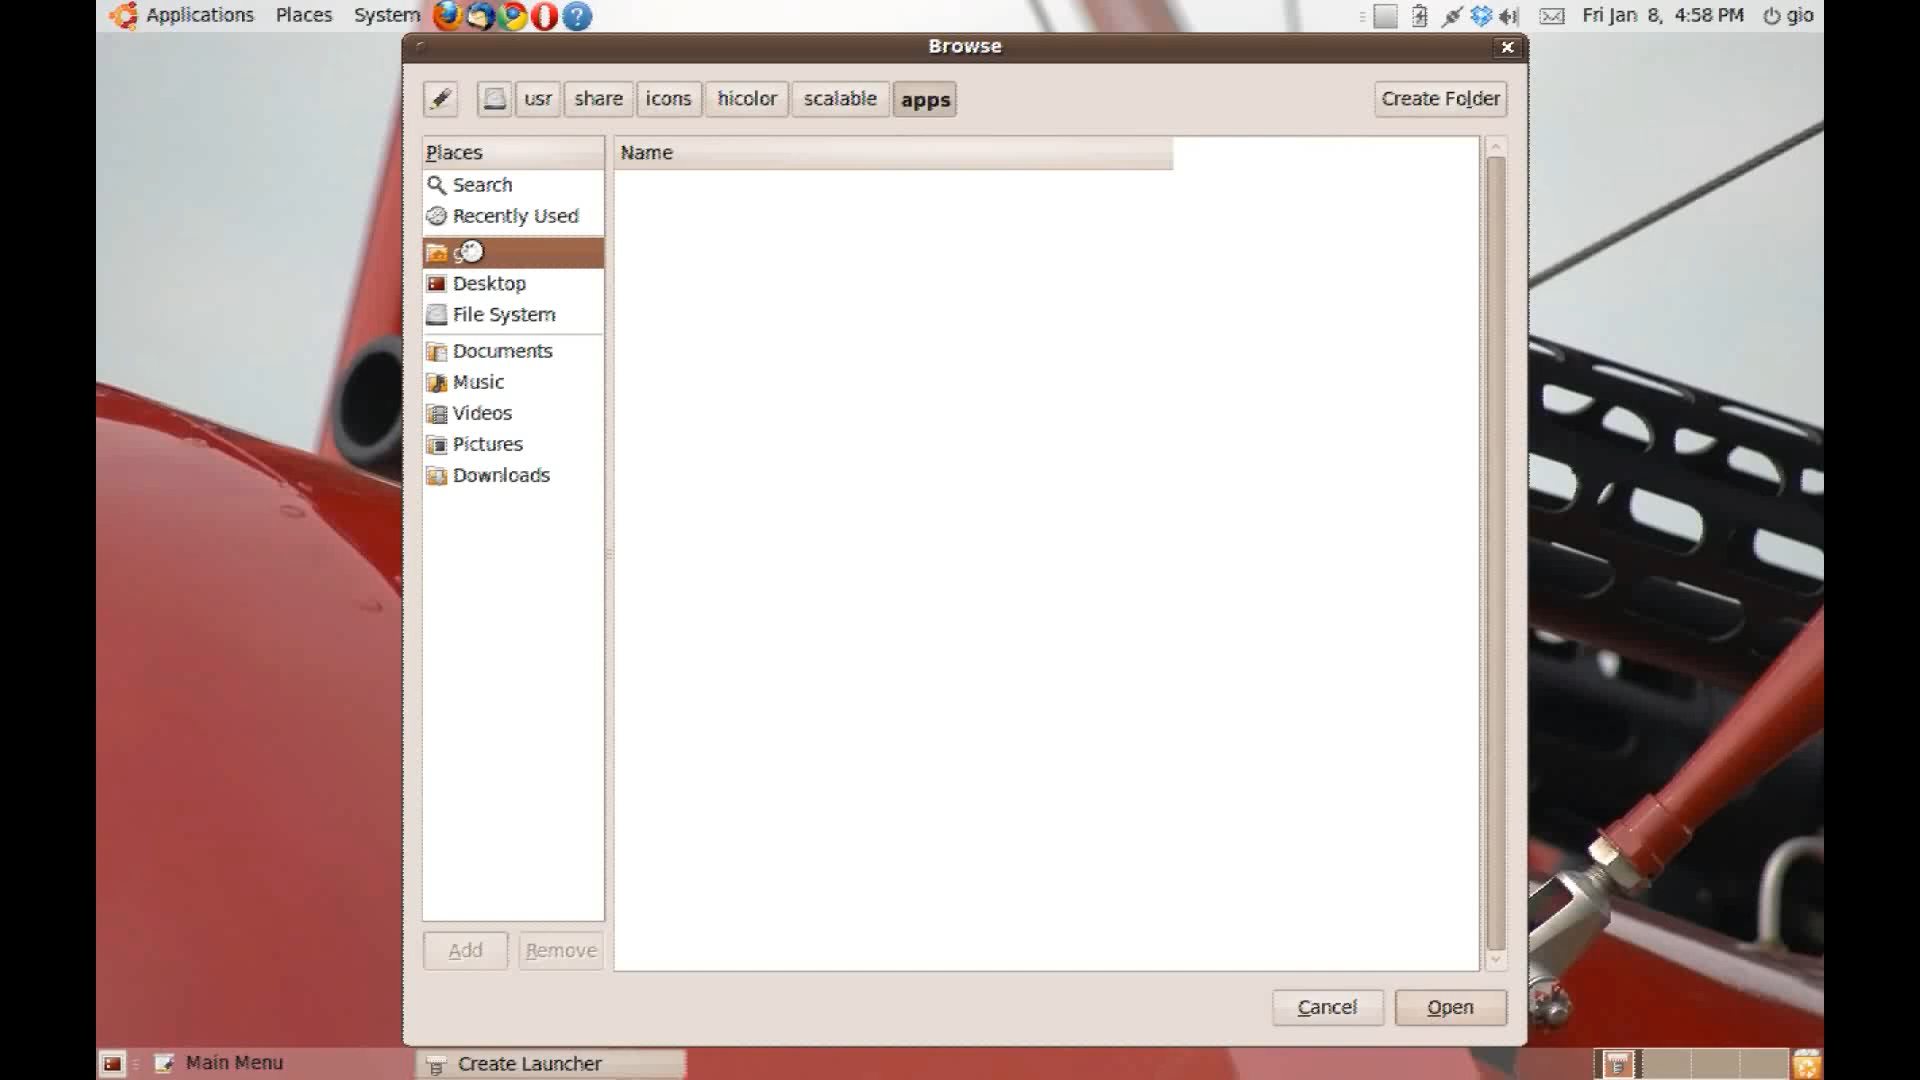 Applications Places System
Fri Jan 8, 4:58 PM gio
Browse
usr share icons hicolor scalable apps
Create Folder
Places
Name
Search
Recently Used
Desktop
File System
Documents
Music
Videos
Pictures
Downloads
Add Remove
Cancel Open
Main Menu
Create Launcher